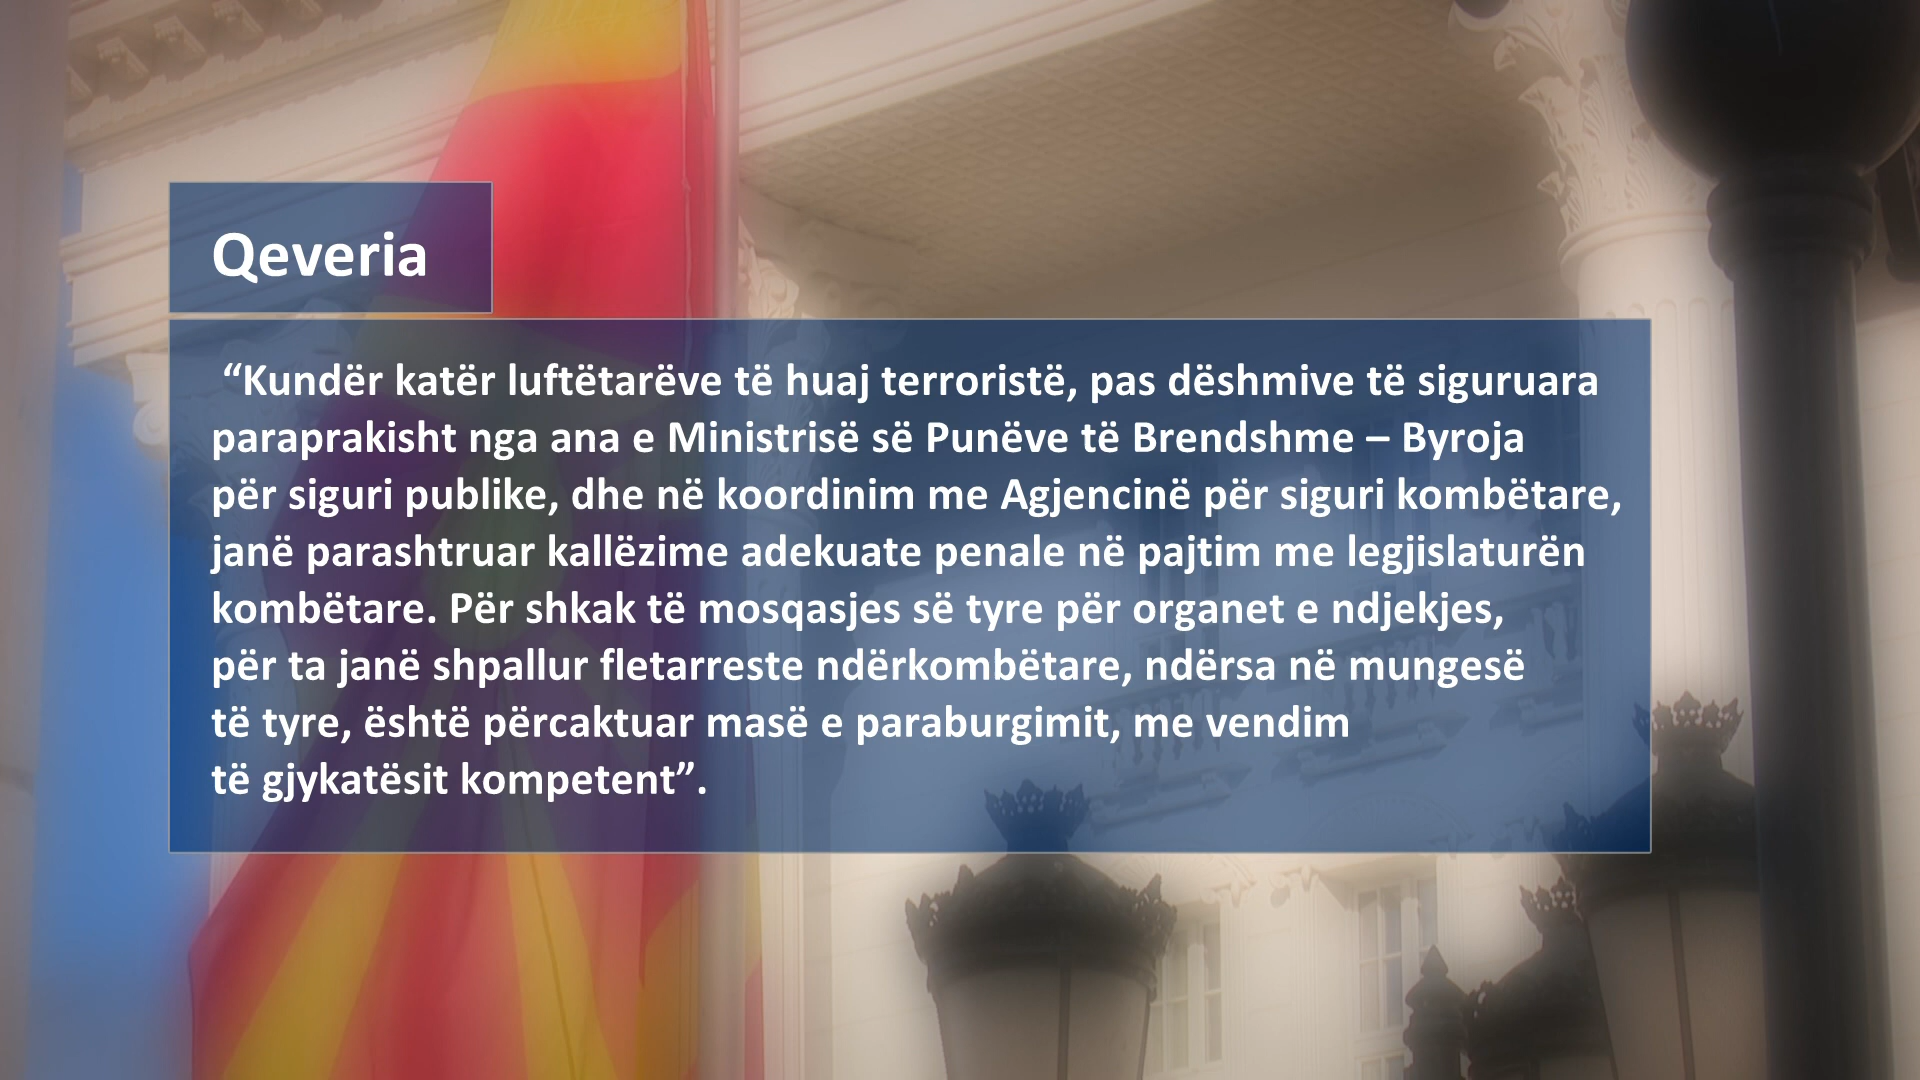 Qeveria
“Kundër katër luftëtarëve të huaj terroristë, pas dëshmive të siguruara
paraprakisht nga ana e Ministrisë së Punëve të Brendshme – Byroja
për siguri publike, dhe në koordinim me Agjencinë për siguri kombëtare,
janë parashtruar kallëzime adekuate penale në pajtim me legjislaturën
kombëtare. Për shkak të mosqasjes së tyre për organet e ndjekjes,
për ta janë shpallur fletarreste ndërkombëtare, ndërsa në mungesë
të tyre, është përcaktuar masë e paraburgimit, me vendim
të gjykatësit kompetent”.